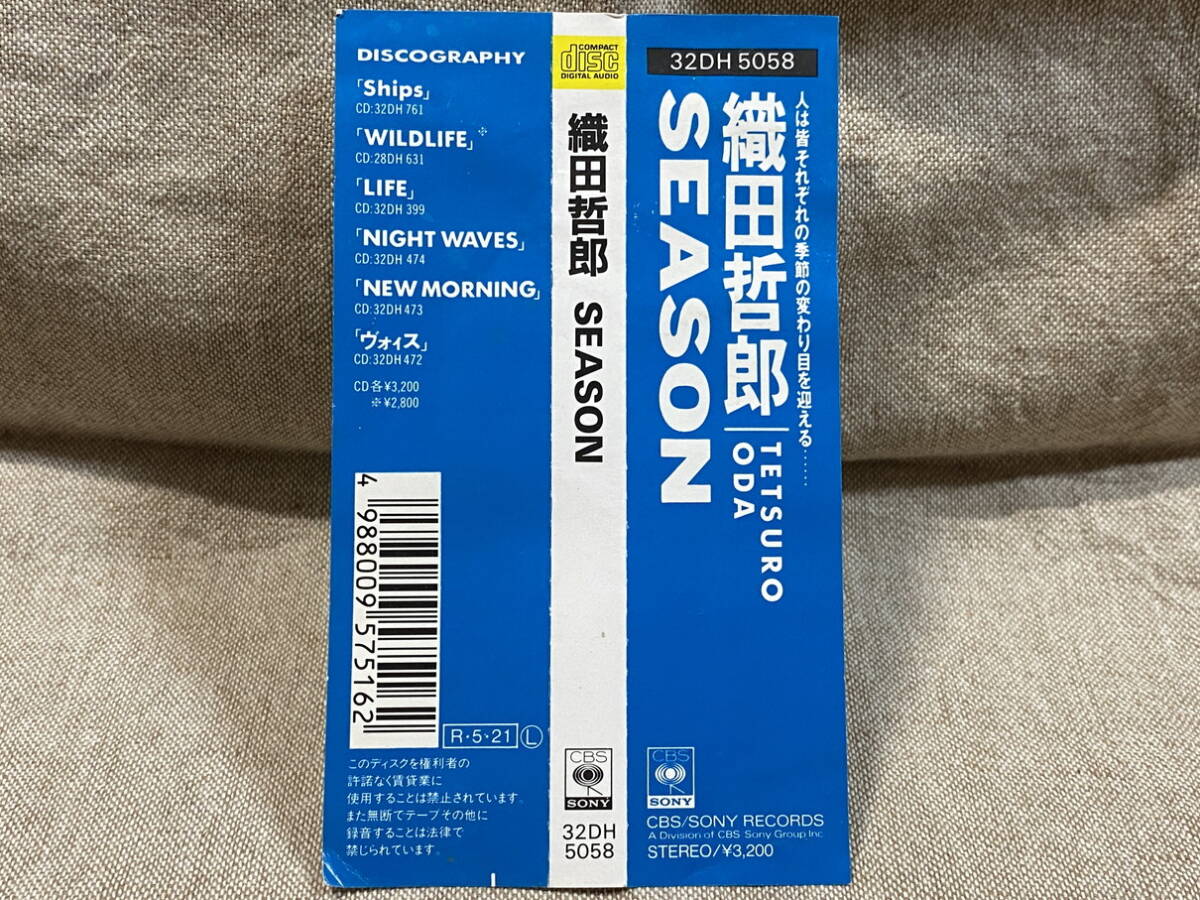 DISCOGRAPHY
「Ships」
CD:32DH 761
「WILDLIFE」※
CD:28DH 631
「LIFE」
CD:32DH 399
「NIGHT WAVES」
CD:32DH 474
「NEW MORNING」
CD:32DH 473
「ヴォィス」
CD:32DH 472
CD各¥3,200
※¥2,800
4 988009 575162
R・5・21 L
このディスクを権利者の
許諾なく賃貸業に
使用することは禁止されています。
また無断でテープその他に
録音することは法律で
禁じられています。
COMPACT
disc
DIGITAL AUDIO
織田哲郎 SEASON
CBS
SONY
32DH
5058
32DH 5058
人は皆それぞれの季節の変わり目を迎える……
織田哲郎
TETSURO
ODA
SEASON
CBS
SONY
CBS/SONY RECORDS
A Division of CBS Sony Group Inc
STEREO/¥3,200